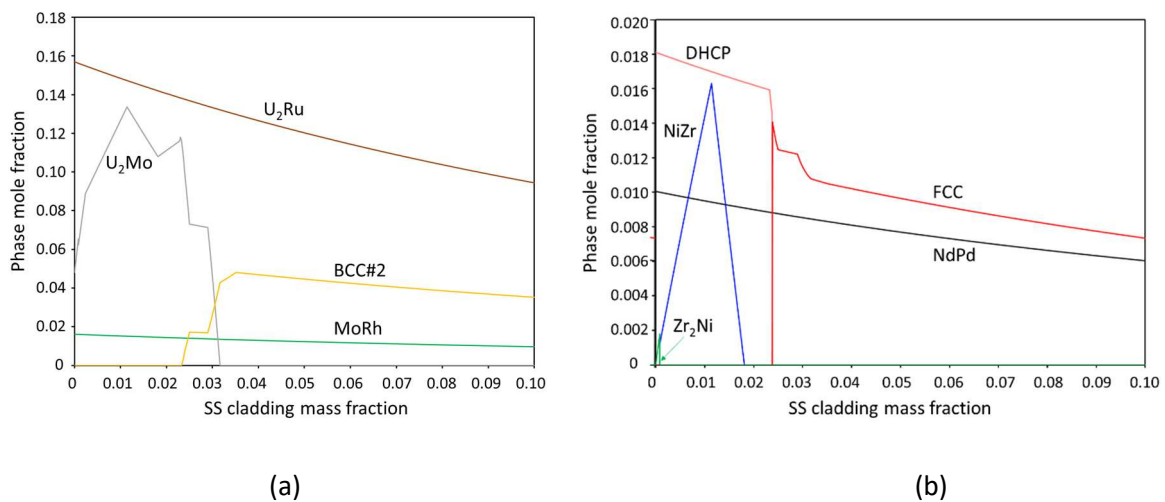 0.18
0.16
0.14
0.12
0.10
0.08
0.06
0.04
0.02
0
Phase mole fraction
U₂Ru
U₂Mo
BCC#2
MoRh
0 0.01 0.02 0.03 0.04 0.05 0.06 0.07 0.08 0.09 0.10
SS cladding mass fraction
(a)
0.020
0.018
0.016
0.014
0.012
0.010
0.008
0.006
0.004
0.002
0
Phase mole fraction
DHCP
NiZr
FCC
NdPd
Zr₂Ni
0 0.01 0.02 0.03 0.04 0.05 0.06 0.07 0.08 0.09 0.10
SS cladding mass fraction
(b)